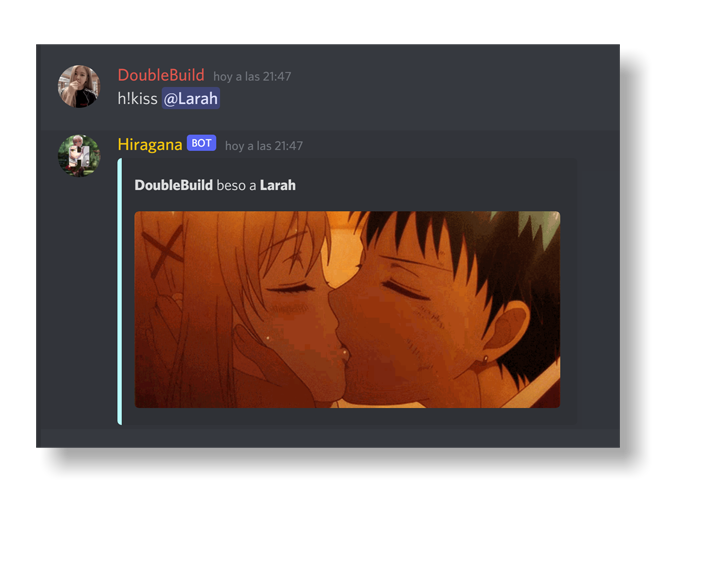 DoubleBuild hoy a las 21:47
h!kiss @Larah
Hiragana BOT hoy a las 21:47
DoubleBuild beso a Larah